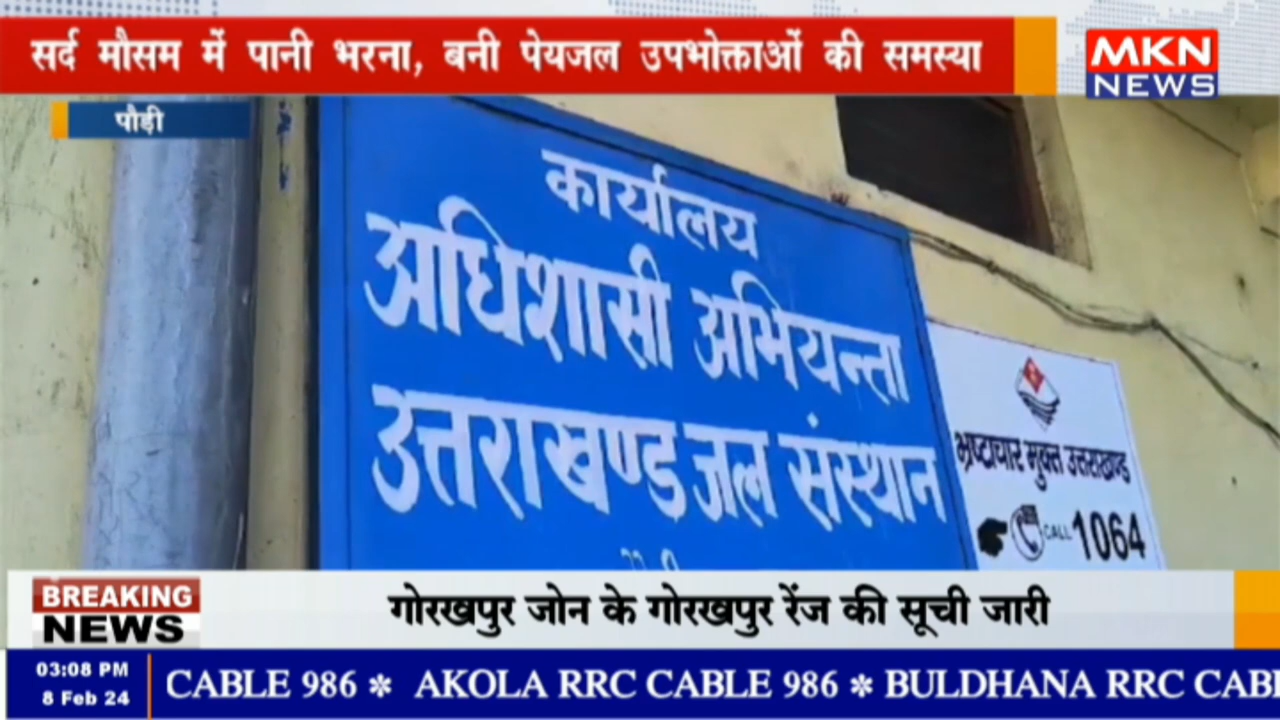 सर्द मौसम में पानी भरना, बनी पेयजल उपभोक्ताओं की समस्या
MKN
NEWS
पौड़ी
कार्यालय
अधिशासी अभियन्ता
उत्तराखण्ड जल संस्थान
भ्रष्टाचार मुक्त उत्तराखण्ड
CALL 1064
BREAKING
NEWS
गोरखपुर जोन के गोरखपुर रेंज की सूची जारी
03:08 PM
8 Feb 24
CABLE 986 * AKOLA RRC CABLE 986 * BULDHANA RRC CABL